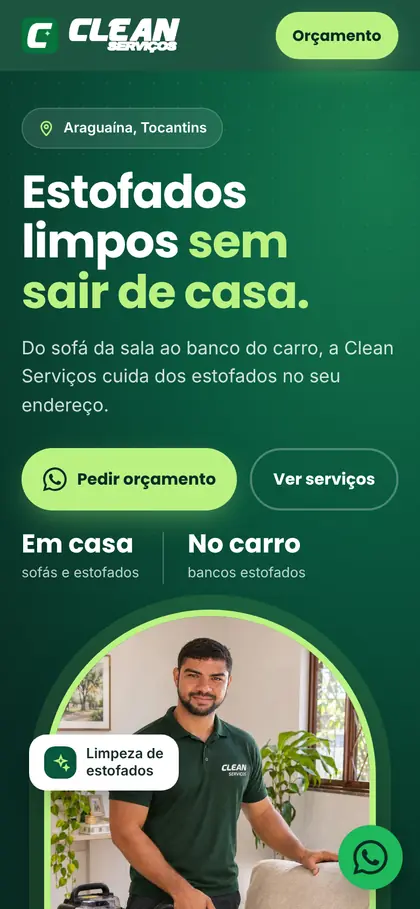 C CLEAN
SERVIÇOS
Orçamento
Araguaína, Tocantins
Estofados
limpos sem
sair de casa.
Do sofá da sala ao banco do carro, a Clean
Serviços cuida dos estofados no seu
endereço.
Pedir orçamento
Ver serviços
Em casa
sofás e estofados
No carro
bancos estofados
CLEAN
SERVIÇOS
Limpeza de
estofados